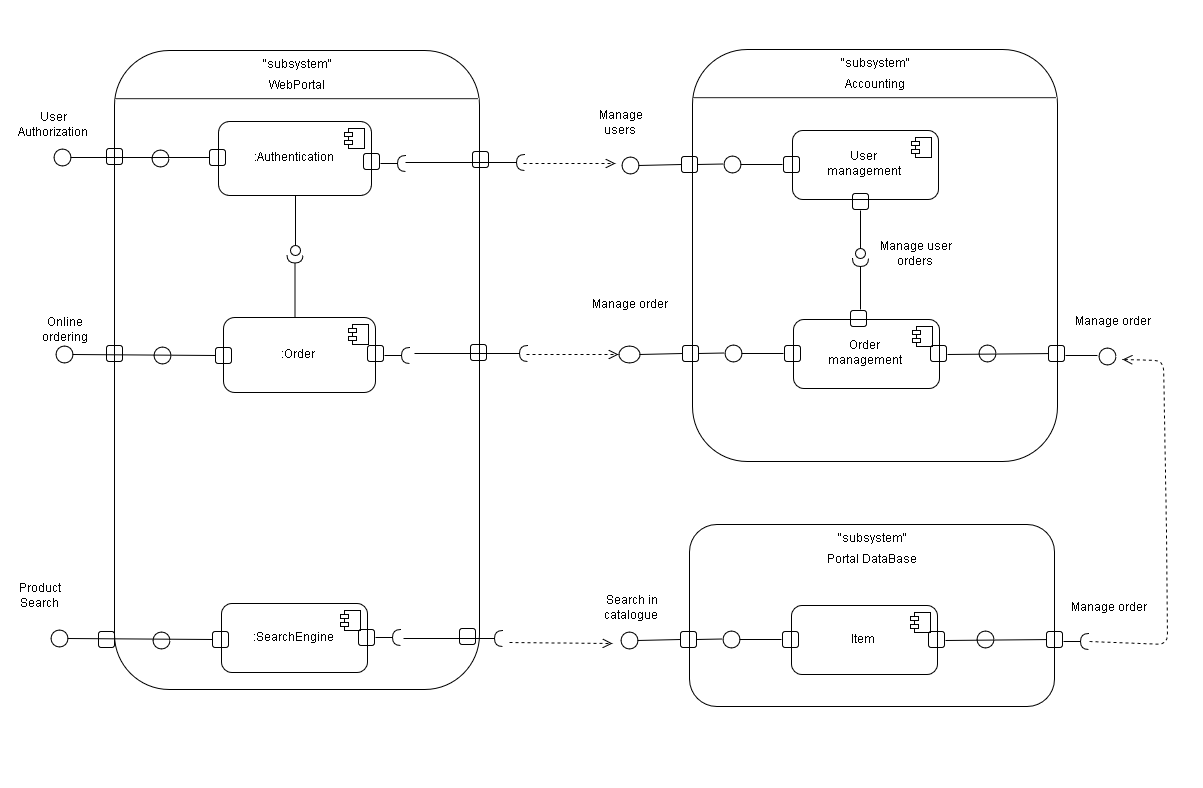 "subsystem"
WebPortal
User
Authorization
:Authentication
Online
ordering
:Order
Product
Search
:SearchEngine
"subsystem"
Accounting
Manage
users
User
management
Manage user
orders
Manage order
Order
management
Manage order
"subsystem"
Portal DataBase
Search in
catalogue
Item
Manage order